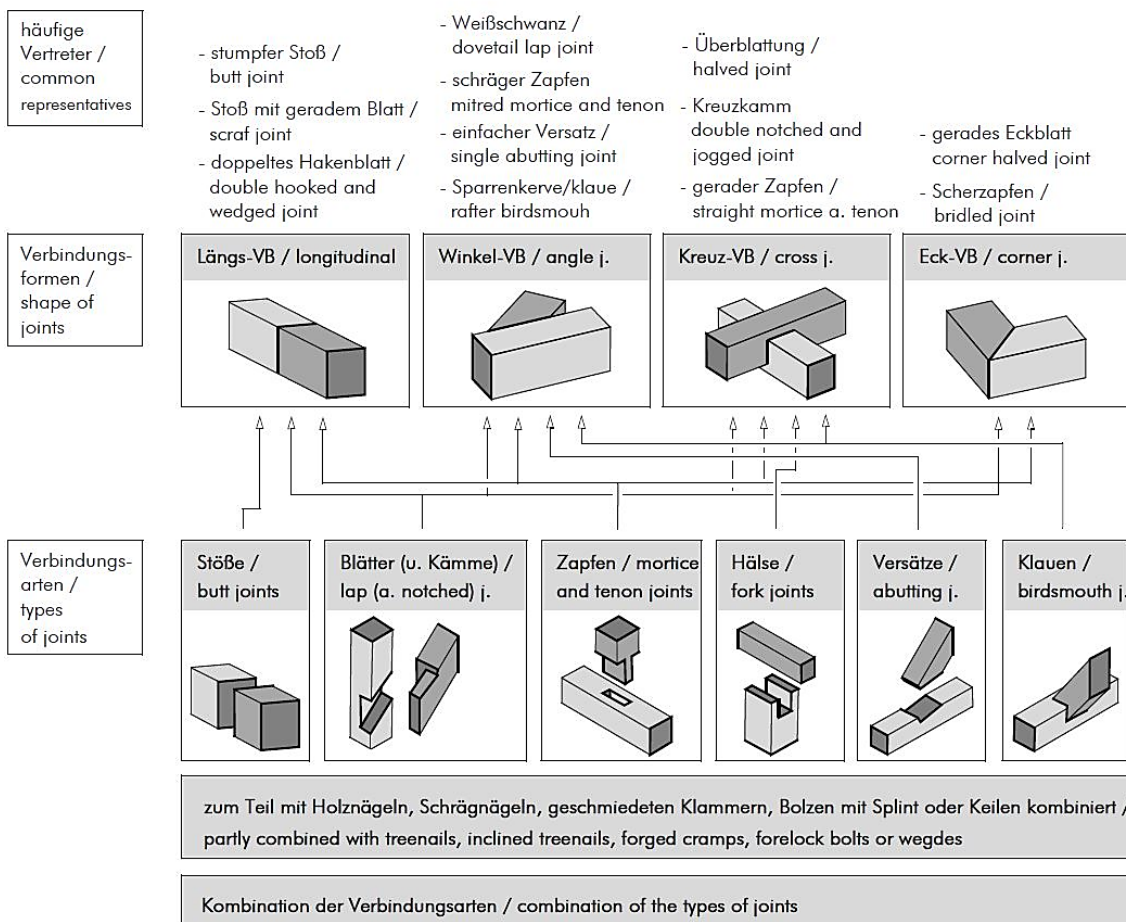 häufige
Vertreter /
common
representatives
- stumpfer Stoß /
butt joint
- Stoß mit geradem Blatt /
scraf joint
- doppeltes Hakenblatt /
double hooked and
wedged joint
- Weißschwanz /
dovetail lap joint
- schräger Zapfen
mitred mortice and tenon
- einfacher Versatz /
single abutting joint
- Sparrenkerve/klaue /
rafter birdsmouh
- Überblattung /
halved joint
- Kreuzkamm
double notched and
jogged joint
- gerader Zapfen /
straight mortice a. tenon
- gerades Eckblatt
corner halved joint
- Scherzapfen /
bridled joint
Verbindungs-
formen /
shape of
joints
Längs-VB / longitudinal
Winkel-VB / angle j.
Kreuz-VB / cross j.
Eck-VB / corner j.
Verbindungs-
arten /
types
of joints
Stöße /
butt joints
Blätter (u. Kämme) /
lap (a. notched) j.
Zapfen / mortice
and tenon joints
Hälse /
fork joints
Versätze /
abutting j.
Klauen /
birdsmouth j.
zum Teil mit Holznägeln, Schrägnägeln, geschmiedeten Klammern, Bolzen mit Splint oder Keilen kombiniert /
partly combined with treenails, inclined treenails, forged cramps, forelock bolts or wegdes
Kombination der Verbindungsarten / combination of the types of joints